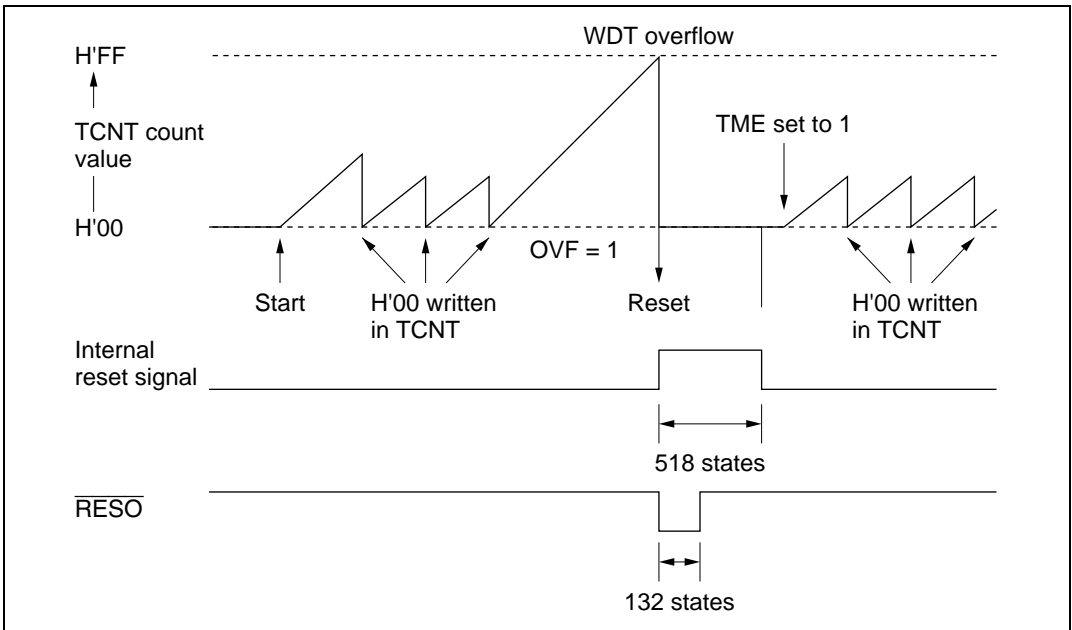 WDT overflow
H'FF
TME set to 1
TCNT count
value
H'00
OVF = 1
Start
H'00 written
in TCNT
Reset
H'00 written
in TCNT
Internal
reset signal
518 states
RESO
132 states